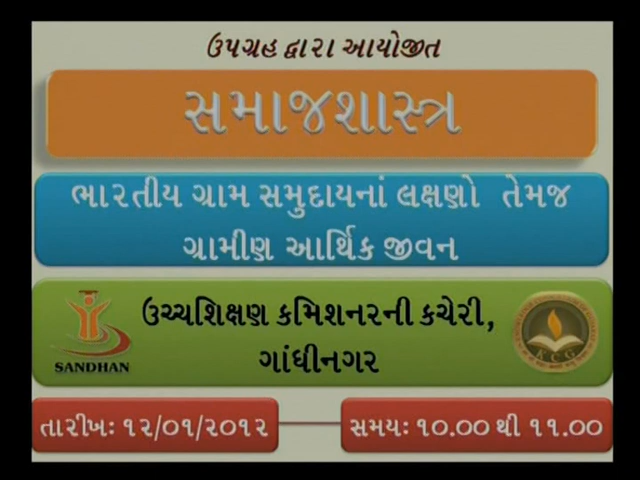 ઉપગ્રહ દ્વારા આયોજીત
સમાજશાસ્ત્ર
ભારતીય ગ્રામ સમુદાયનાં લક્ષણો તેમજ
ગ્રામીણ આર્થિક જીવન
ઉચ્ચશિક્ષણ કમિશનરની કચેરી,
ગાંધીનગર
SANDHAN
KCG
તારીખઃ ૧૨/૦૧/૨૦૧૨
સમયઃ ૧૦.૦૦ થી ૧૧.૦૦